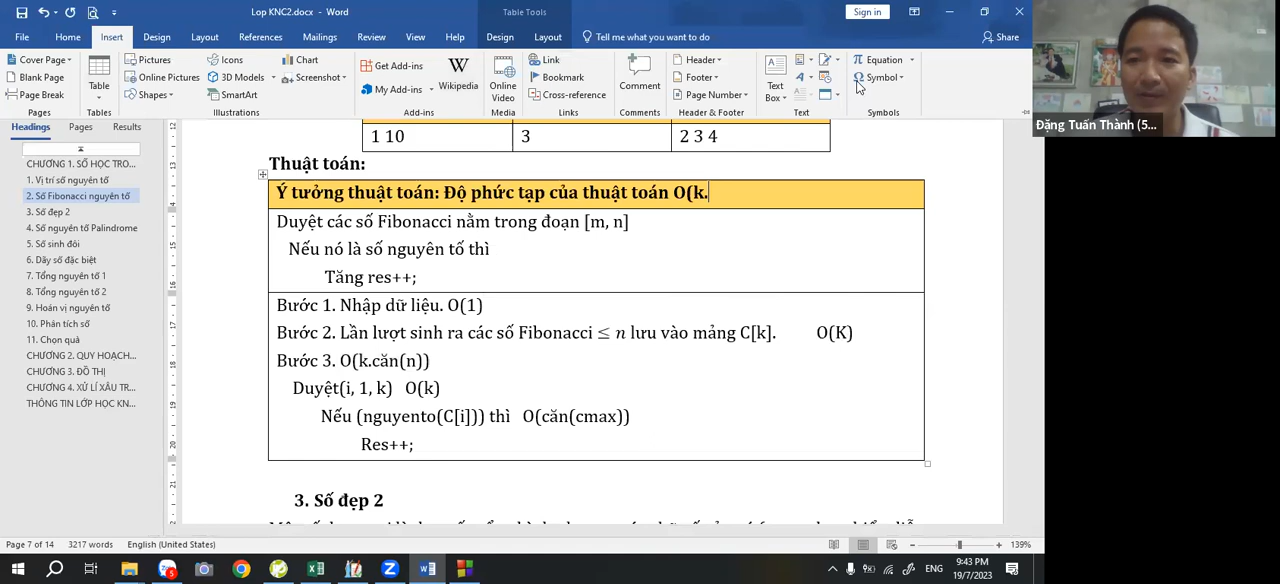 Lop KNC2.docx - Word
Table Tools
Sign in
File Home Insert Design Layout References Mailings Review View Help Design Layout Tell me what you want to do
Share
Cover Page
Blank Page
Page Break
Pages
Table
Tables
Pictures
Online Pictures
Shapes
Icons
3D Models
SmartArt
Chart
Screenshot
Illustrations
Get Add-ins
My Add-ins
Wikipedia
Add-ins
Online Video
Media
Link
Bookmark
Cross-reference
Links
Comment
Comments
Header
Footer
Page Number
Header & Footer
Text Box
Text
Equation
Symbol
Symbols
Đặng Tuấn Thành (5...
Headings Pages Results
CHƯƠNG 1. SỐ HỌC TRO...
1. Vị trí số nguyên tố
2. Số Fibonacci nguyên tố
3. Số đẹp 2
4. Số nguyên tố Palindrome
5. Số sinh đôi
6. Dãy số đặc biệt
7. Tổng nguyên tố 1
8. Tổng nguyên tố 2
9. Hoán vị nguyên tố
10. Phân tích số
11. Chọn quà
CHƯƠNG 2. QUY HOẠCH...
CHƯƠNG 3. ĐỒ THỊ
CHƯƠNG 4. XỬ LÍ XÂU TR...
THÔNG TIN LỚP HỌC KN...
1 10 3 2 3 4
Thuật toán:
Ý tưởng thuật toán: Độ phức tạp của thuật toán O(k.
Duyệt các số Fibonacci nằm trong đoạn [m, n]
Nếu nó là số nguyên tố thì
Tăng res++;
Bước 1. Nhập dữ liệu. O(1)
Bước 2. Lần lượt sinh ra các số Fibonacci ≤ n lưu vào mảng C[k]. O(K)
Bước 3. O(k.căn(n))
Duyệt(i, 1, k) O(k)
Nếu (nguyento(C[i])) thì O(căn(cmax))
Res++;
3. Số đẹp 2
Page 7 of 14 3217 words English (United States)
139%
5
ENG
9:43 PM
19/7/2023